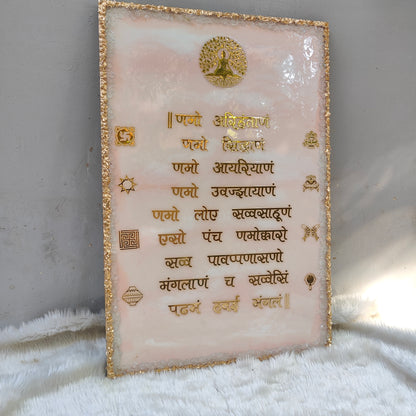 ॥ णमो अरिहंताणं
णमो सिद्धाणं
णमो आयरियाणं
णमो उवज्झायाणं
णमो लोए सव्वसाहूणं
एसो पंच णमोक्कारो
सव्व पावप्पणासणो
मंगलाणं च सव्वेसिं
पढमं हवई मंगलं ॥